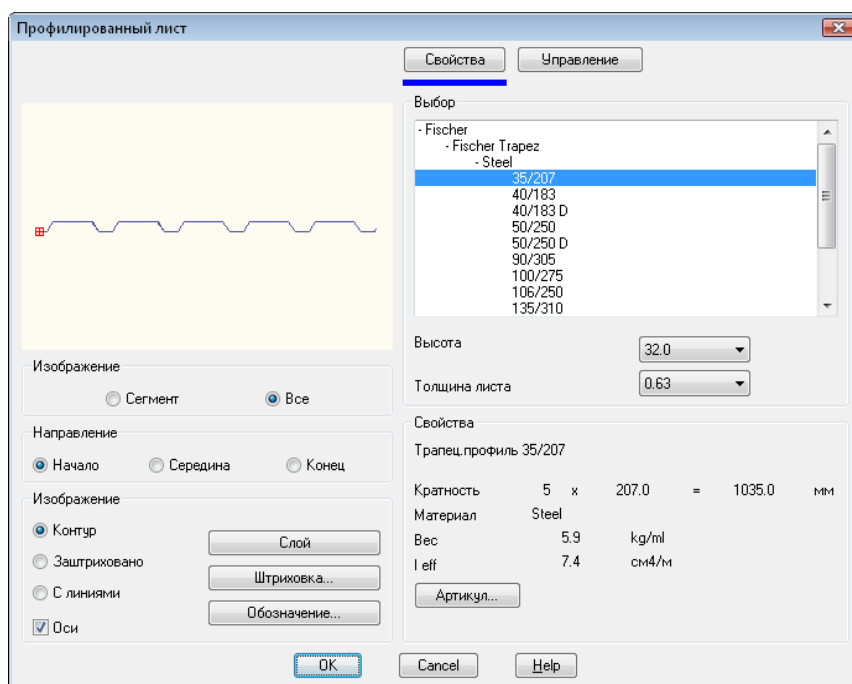 Профилированный лист
Свойства
Управление
Выбор
- Fischer
- Fischer Trapez
- Steel
35/207
40/183
40/183 D
50/250
50/250 D
90/305
100/275
106/250
135/310
Высота 32.0
Толщина листа 0.63
Изображение
Сегмент Все
Направление
Начало Середина Конец
Изображение
Контур
Заштриховано
С линиями
Оси
Слой
Штриховка...
Обозначение...
Свойства
Трапец.профиль 35/207
Кратность 5 x 207.0 = 1035.0 мм
Материал Steel
Вес 5.9 kg/ml
I eff 7.4 см4/м
Артикул...
OK Cancel Help